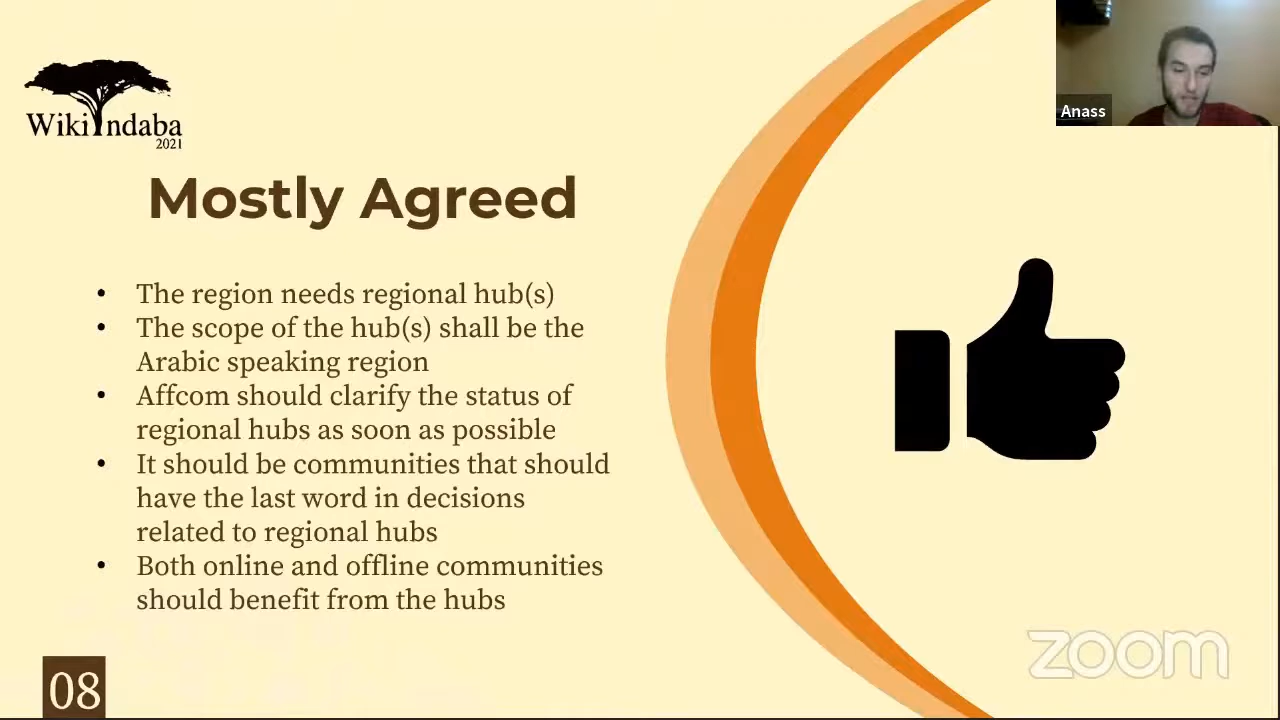 WikiIndaba
2021
Anass
Mostly Agreed
• The region needs regional hub(s)
• The scope of the hub(s) shall be the
Arabic speaking region
• Affcom should clarify the status of
regional hubs as soon as possible
• It should be communities that should
have the last word in decisions
related to regional hubs
• Both online and offline communities
should benefit from the hubs
08
zoom